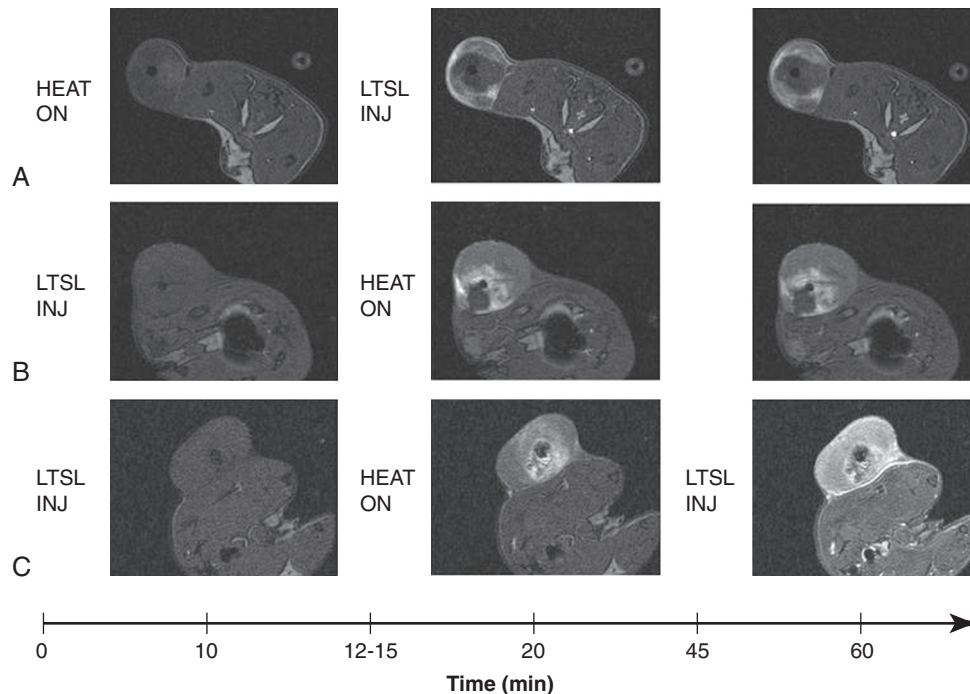 HEAT
ON
LTSL
INJ
A
LTSL
INJ
HEAT
ON
B
LTSL
INJ
HEAT
ON
LTSL
INJ
C
0 10 12-15 20 45 60
Time (min)